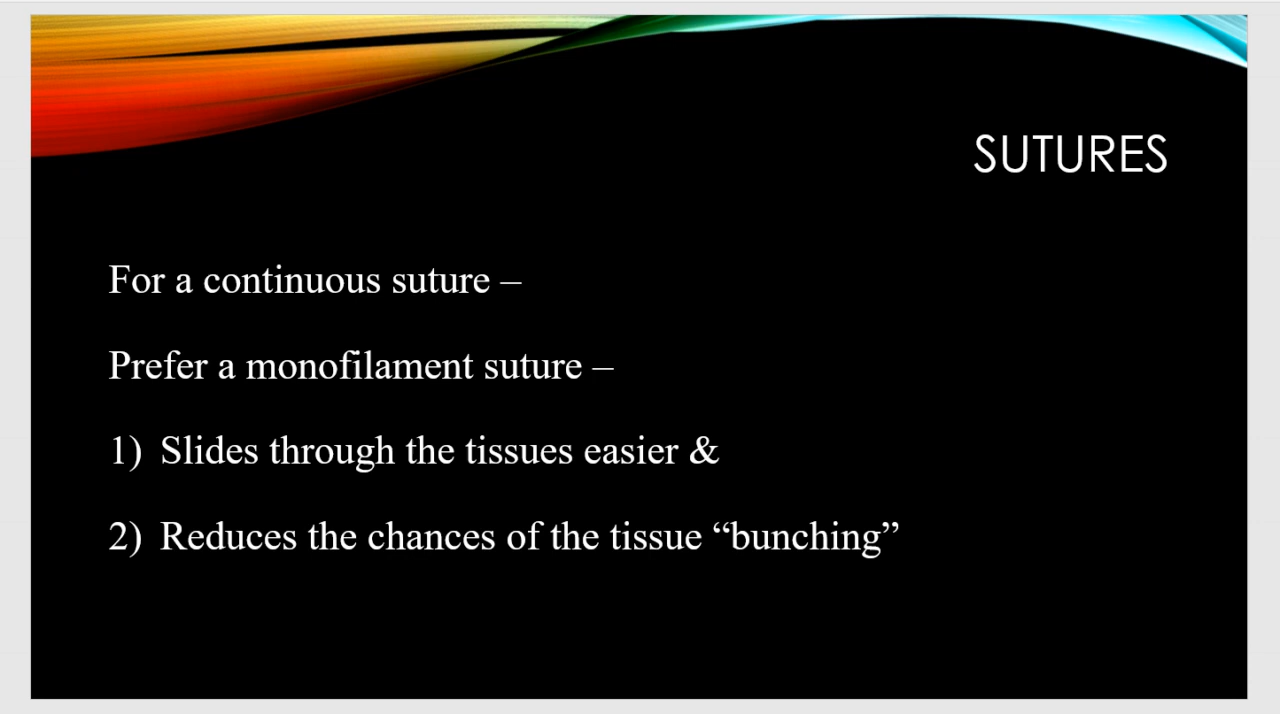 SUTURES
For a continuous suture –
Prefer a monofilament suture –
1) Slides through the tissues easier &
2) Reduces the chances of the tissue “bunching”